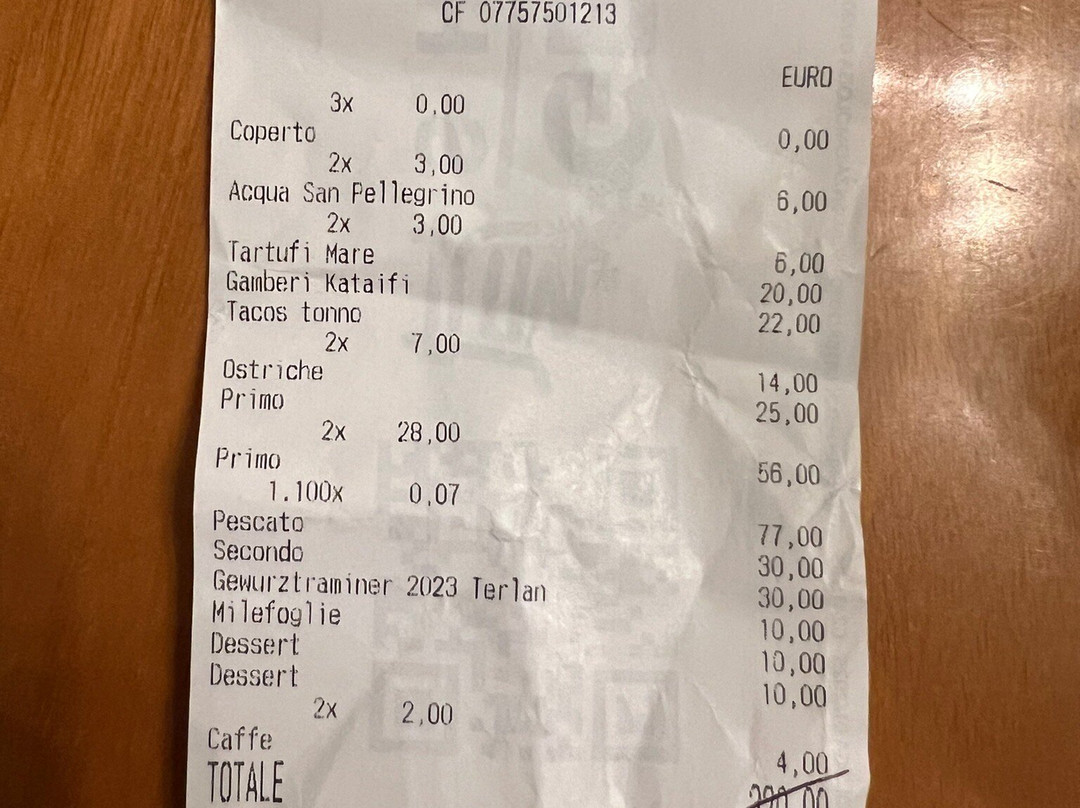 CF 07757501213
EURO
3x 0,00
Coperto 0,00
2x 3,00
Acqua San Pellegrino 6,00
2x 3,00
Tartufi Mare 6,00
Gamberi Kataifi 20,00
Tacos tonno 22,00
2x 7,00
Ostriche 14,00
Primo 25,00
2x 28,00
Primo 56,00
1.100x 0,07
Pescato 77,00
Secondo 30,00
Gewurztraminer 2023 Terlan 30,00
Milefoglie 10,00
Dessert 10,00
Dessert 10,00
2x 2,00
Caffe 4,00
TOTALE